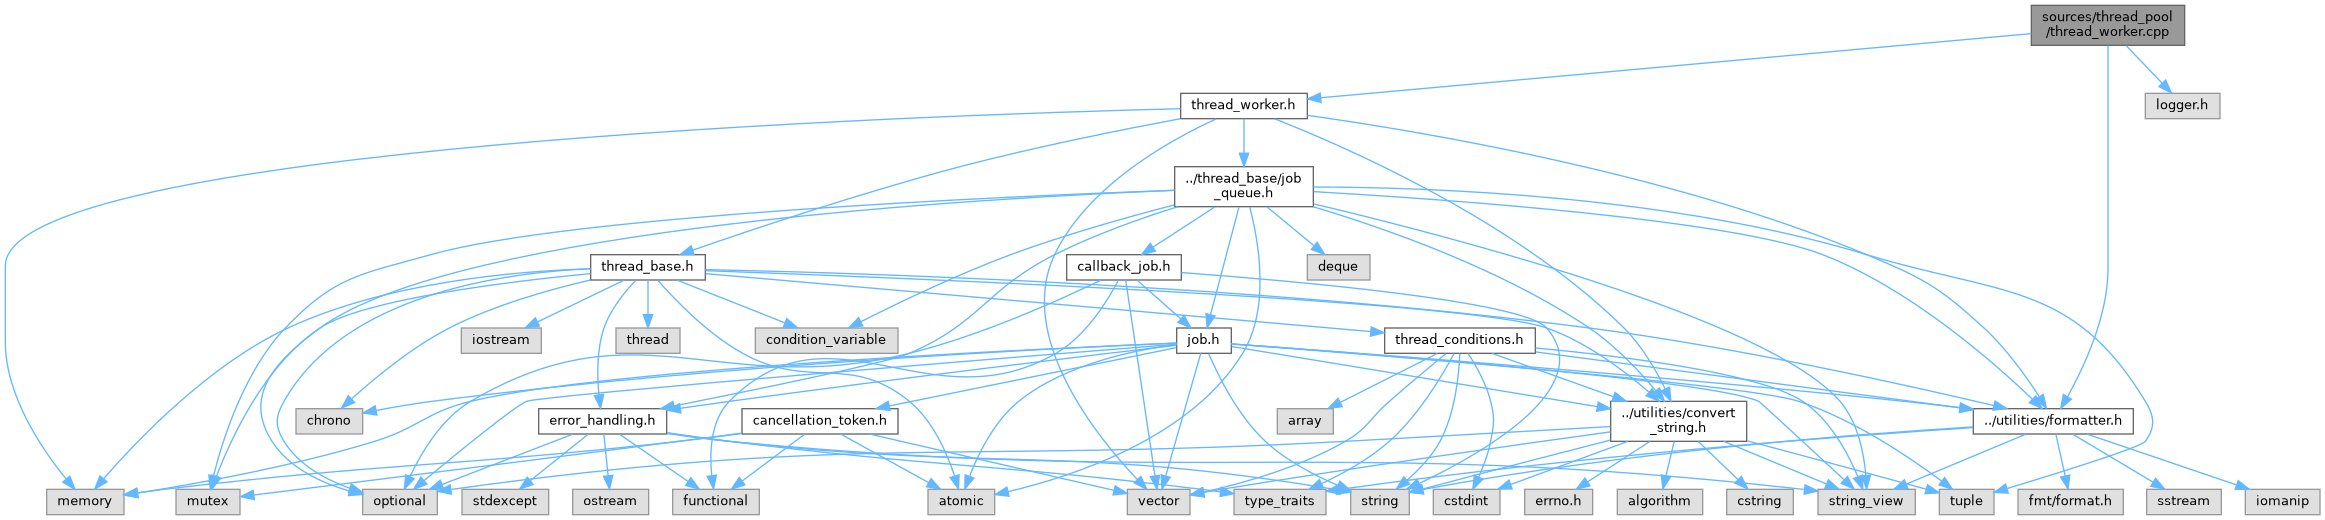 sources/thread_pool
/thread_worker.cpp
thread_worker.h
logger.h
../thread_base/job
_queue.h
thread_base.h
callback_job.h
deque
iostream
thread
condition_variable
job.h
thread_conditions.h
chrono
error_handling.h
cancellation_token.h
array
../utilities/convert
_string.h
../utilities/formatter.h
memory
mutex
optional
stdexcept
ostream
functional
atomic
vector
type_traits
string
cstdint
errno.h
algorithm
cstring
string_view
tuple
fmt/format.h
sstream
iomanip